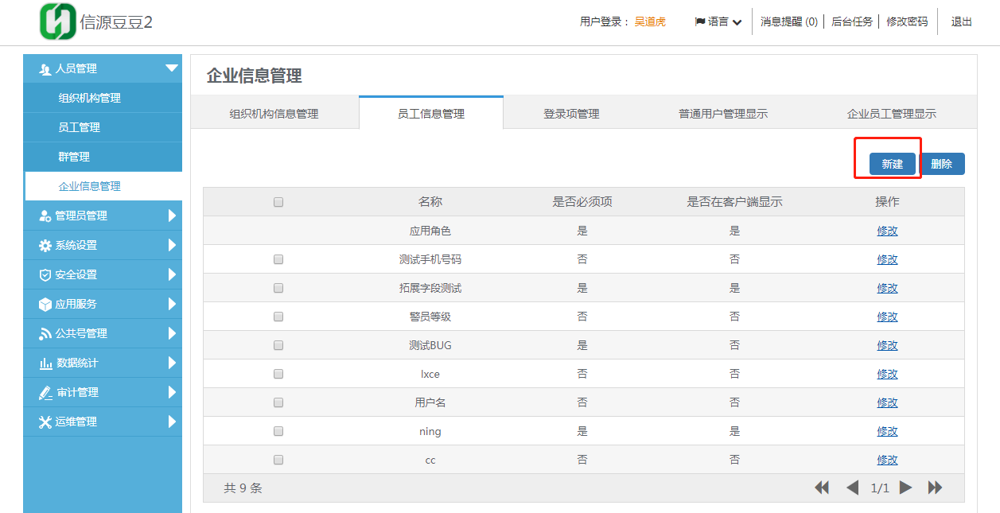 信源豆豆2
用户登录： 吴道虎 语言 消息提醒 (0) 后台任务 修改密码 退出
人员管理
组织机构管理
员工管理
群管理
企业信息管理
管理员管理
系统设置
安全设置
应用服务
公共号管理
数据统计
审计管理
运维管理
企业信息管理
组织机构信息管理 员工信息管理 登录项管理 普通用户管理显示 企业员工管理显示
新建 删除
名称 是否必须项 是否在客户端显示 操作
应用角色 是 是 修改
测试手机号码 否 否 修改
拓展字段测试 是 是 修改
警员等级 否 否 修改
测试BUG 是 否 修改
lxce 否 否 修改
用户名 否 否 修改
ning 是 是 修改
cc 否 否 修改
共 9 条 1/1